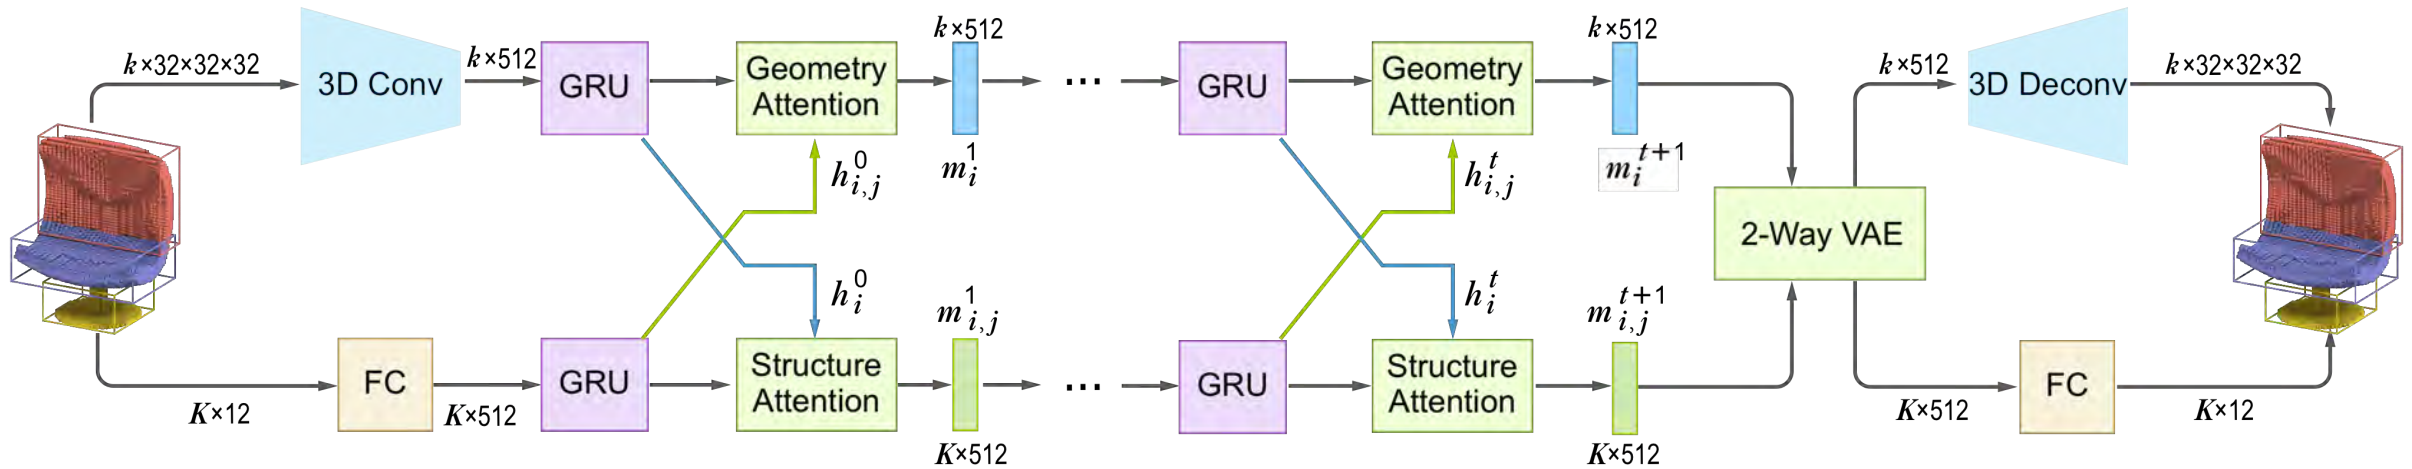 k×32×32×32
3D Conv
k×512
GRU
Geometry
Attention
k×512
m_i^1
...
GRU
Geometry
Attention
k×512
m_i^{t+1}
k×512
3D Deconv
k×32×32×32
h_{i,j}^0
h_i^0
h_{i,j}^t
h_i^t
2-Way VAE
K×12
FC
K×512
GRU
Structure
Attention
m_{i,j}^1
K×512
...
GRU
Structure
Attention
m_{i,j}^{t+1}
K×512
K×512
FC
K×12